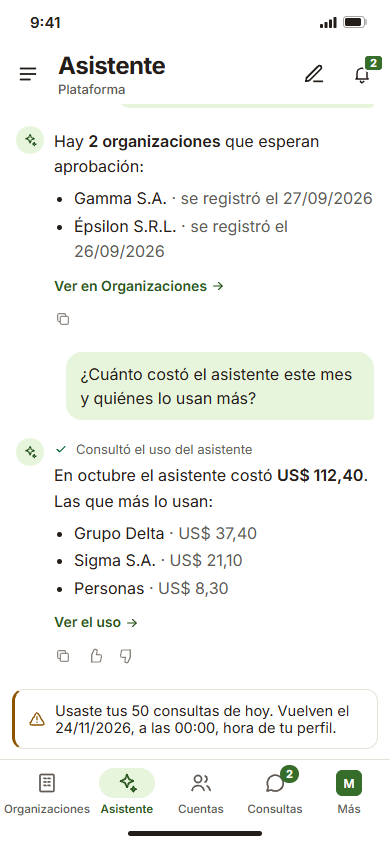 9:41
Asistente
Plataforma
2
Hay 2 organizaciones que esperan
aprobación:
• Gamma S.A. · se registró el 27/09/2026
• Épsilon S.R.L. · se registró el
26/09/2026
Ver en Organizaciones →
¿Cuánto costó el asistente este mes
y quiénes lo usan más?
Consultó el uso del asistente
En octubre el asistente costó US$ 112,40.
Las que más lo usan:
• Grupo Delta · US$ 37,40
• Sigma S.A. · US$ 21,10
• Personas · US$ 8,30
Ver el uso →
Usaste tus 50 consultas de hoy. Vuelven el
24/11/2026, a las 00:00, hora de tu perfil.
2
M
Organizaciones Asistente Cuentas Consultas Más